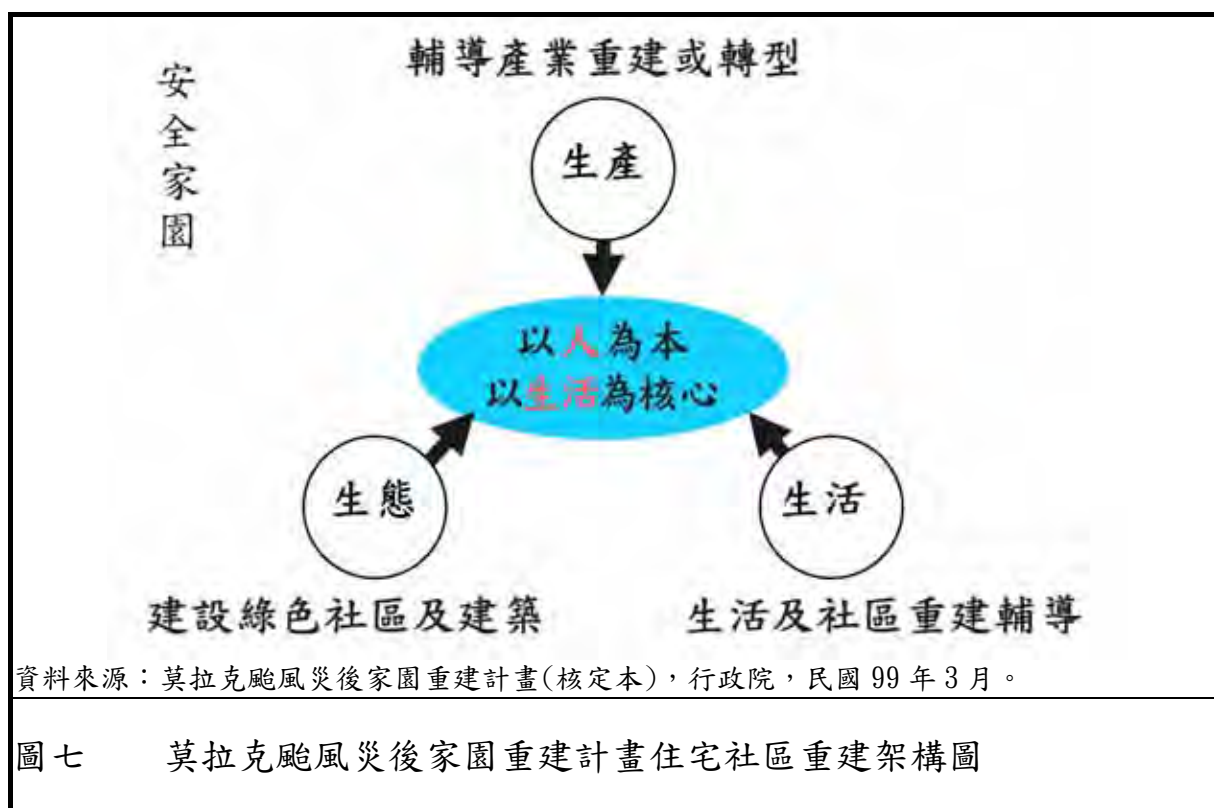 安全家園
輔導產業重建或轉型
生產
以人為本
以生活為核心
生態
生活
建設綠色社區及建築
生活及社區重建輔導
資料來源：莫拉克颱風災後家園重建計畫(核定本)，行政院，民國 99 年 3 月。
圖七 莫拉克颱風災後家園重建計畫住宅社區重建架構圖